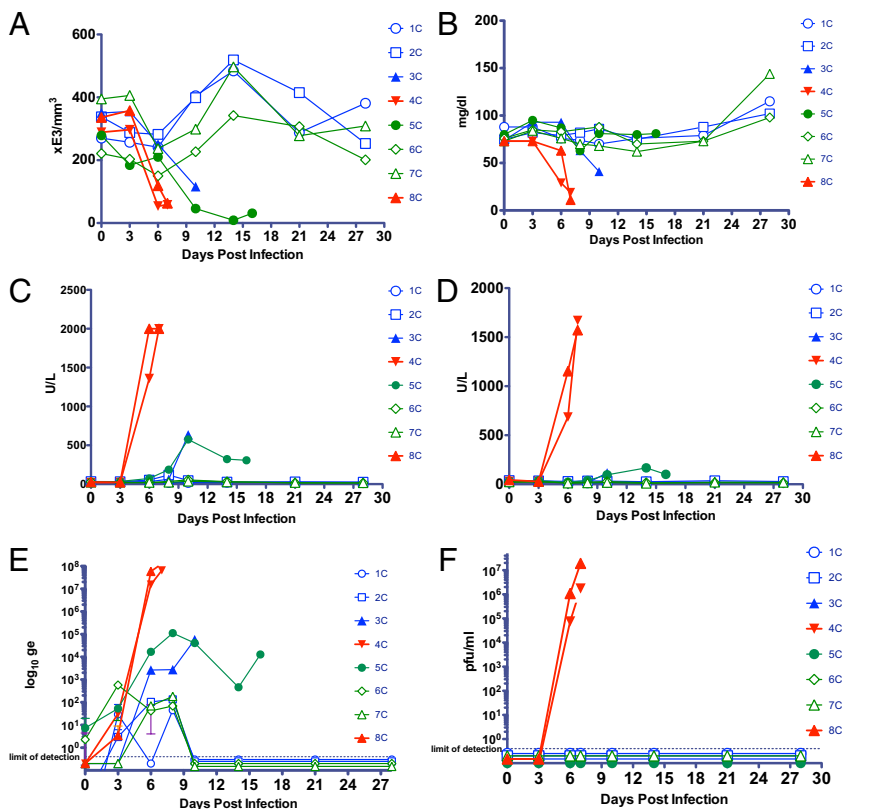 A
xE3/mm³
600
400
200
0
0 3 6 9 12 15 18 21 24 27 30
Days Post Infection
1C
2C
3C
4C
5C
6C
7C
8C
B
mg/dl
200
150
100
50
0
0 3 6 9 12 15 18 21 24 27 30
Days Post Infection
1C
2C
3C
4C
5C
6C
7C
8C
C
U/L
2500
2000
1500
1000
500
0
0 3 6 9 12 15 18 21 24 27 30
Days Post Infection
1C
2C
3C
4C
5C
6C
7C
8C
D
U/L
2000
1500
1000
500
0
0 3 6 9 12 15 18 21 24 27 30
Days Post Infection
1C
2C
3C
4C
5C
6C
7C
8C
E
log₁₀ ge
10⁸
10⁷
10⁶
10⁵
10⁴
10³
10²
10¹
10⁰
limit of detection
0 3 6 9 12 15 18 21 24 27
Days Post Infection
1C
2C
3C
4C
5C
6C
7C
8C
F
pfu/ml
10⁷
10⁶
10⁵
10⁴
10³
10²
10¹
10⁰
limit of detection
0 3 6 9 12 15 18 21 24 27 30
Days Post Infection
1C
2C
3C
4C
5C
6C
7C
8C